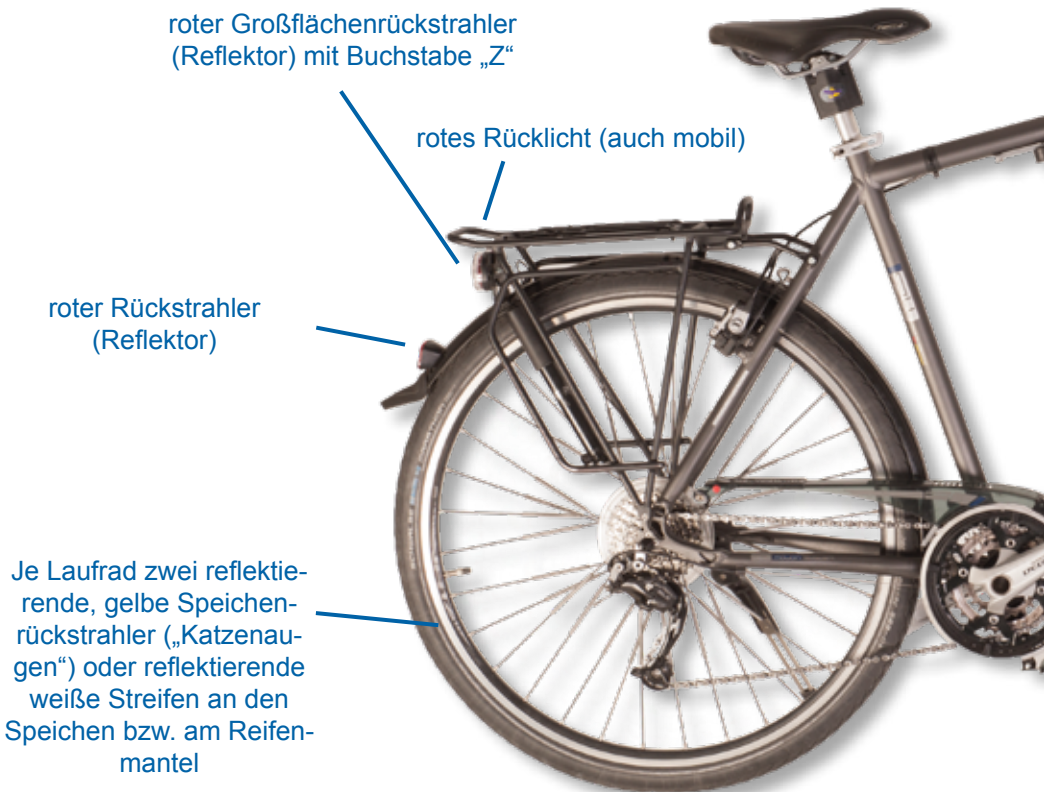 roter Großflächenrückstrahler
(Reflektor) mit Buchstabe „Z“
rotes Rücklicht (auch mobil)
roter Rückstrahler
(Reflektor)
Je Laufrad zwei reflektie-
rende, gelbe Speichen-
rückstrahler („Katzenau-
gen“) oder reflektierende
weiße Streifen an den
Speichen bzw. am Reifen-
mantel